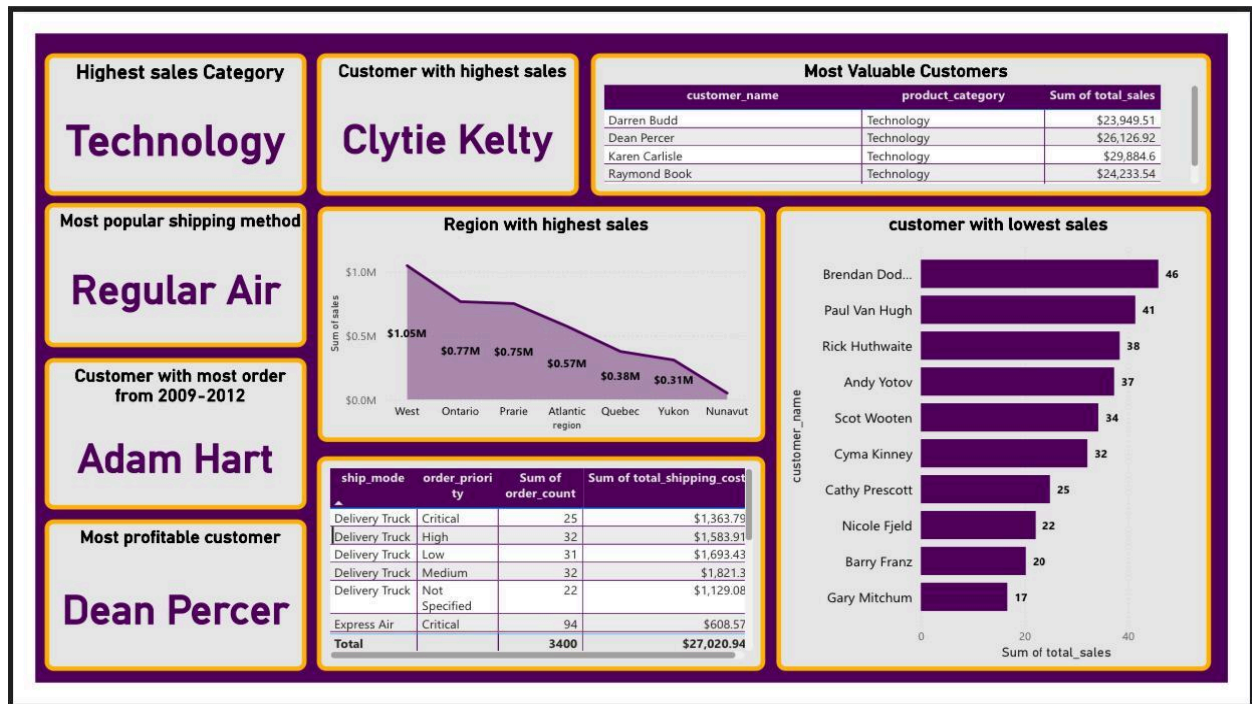 Highest sales Category
Technology
Customer with highest sales
Clytie Kelty
Most Valuable Customers
customer_name product_category Sum of total_sales
Darren Budd Technology $23,949.51
Dean Percer Technology $26,126.92
Karen Carlisle Technology $29,884.6
Raymond Book Technology $24,233.54
Most popular shipping method
Regular Air
Customer with most order
from 2009-2012
Adam Hart
Most profitable customer
Dean Percer
Region with highest sales
Sum of sales
$1.0M
$0.5M
$0.0M
$1.05M
$0.77M
$0.75M
$0.57M
$0.38M
$0.31M
West Ontario Prarie Atlantic Quebec Yukon Nunavut
region
ship_mode order_priori Sum of Sum of total_shipping_cost
ty order_count
Delivery Truck Critical 25 $1,363.79
Delivery Truck High 32 $1,583.91
Delivery Truck Low 31 $1,693.43
Delivery Truck Medium 32 $1,821.3
Delivery Truck Not 22 $1,129.08
Specified
Express Air Critical 94 $608.57
Total 3400 $27,020.94
customer with lowest sales
customer_name
Brendan Dod... 46
Paul Van Hugh 41
Rick Huthwaite 38
Andy Yotov 37
Scot Wooten 34
Cyma Kinney 32
Cathy Prescott 25
Nicole Fjeld 22
Barry Franz 20
Gary Mitchum 17
0 20 40
Sum of total_sales